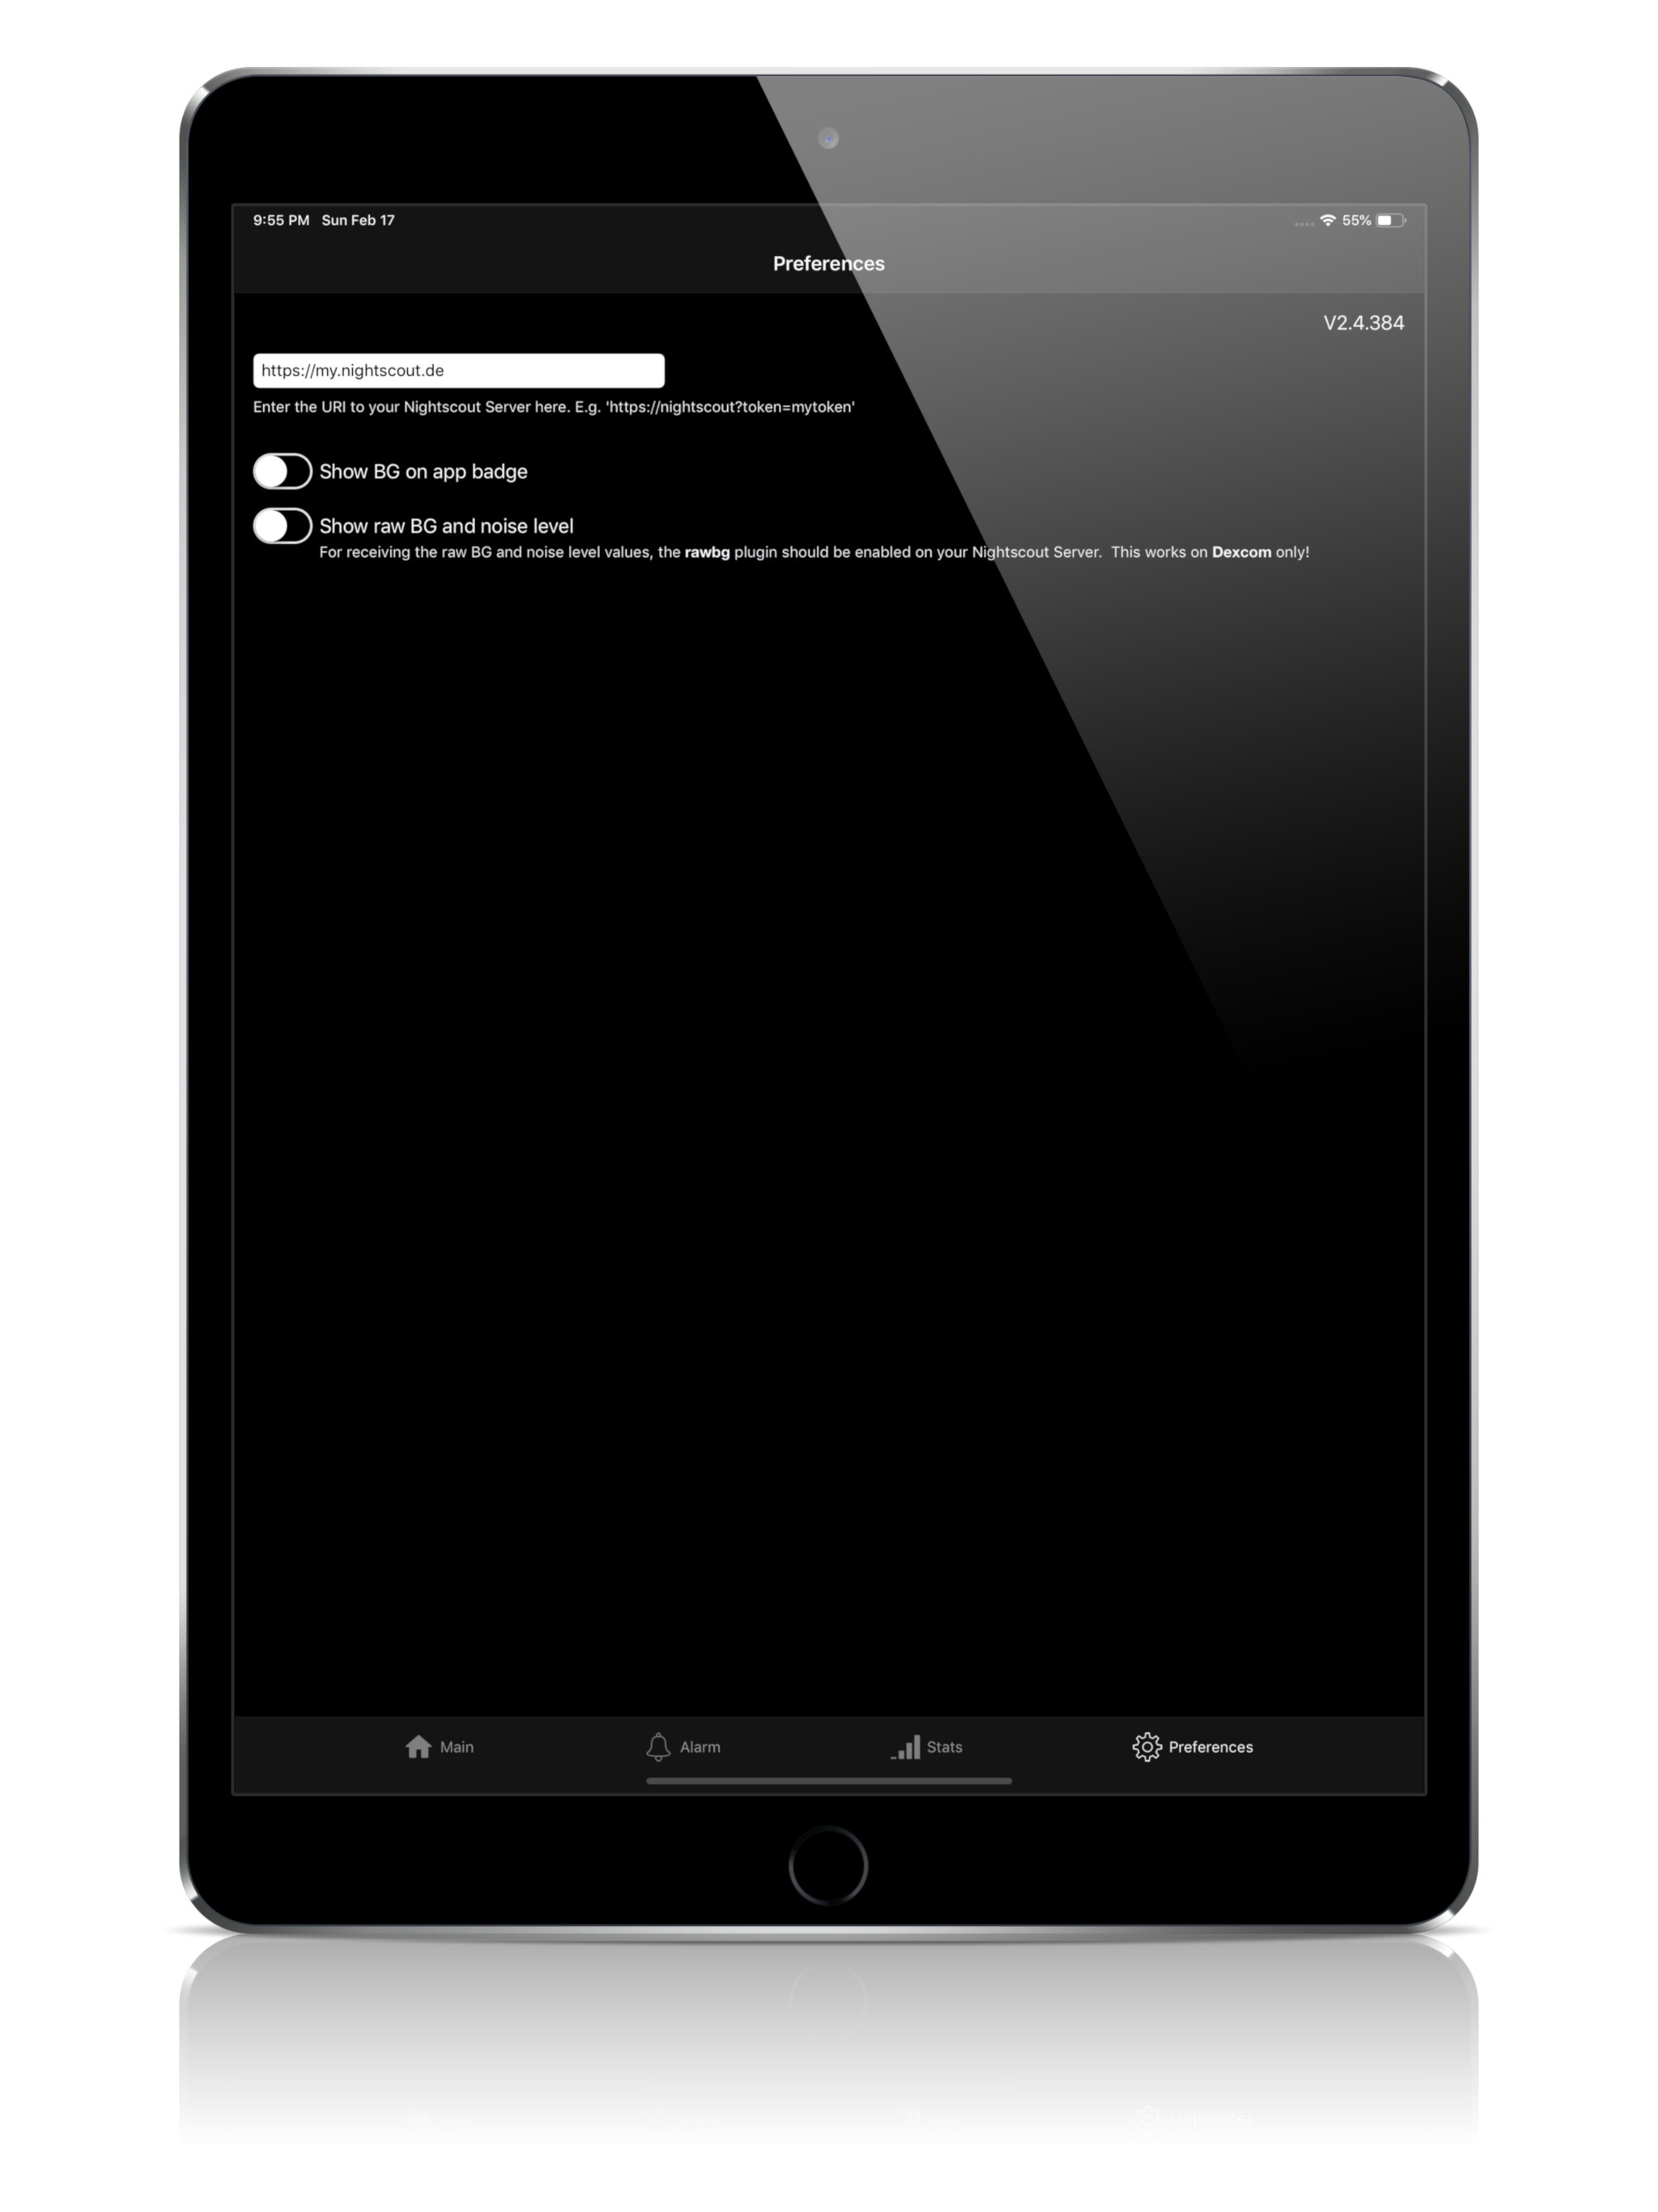 9:55 PM Sun Feb 17
55%
Preferences
V2.4.384
https://my.nightscout.de
Enter the URI to your Nightscout Server here. E.g. 'https://nightscout?token=mytoken'
Show BG on app badge
Show raw BG and noise level
For receiving the raw BG and noise level values, the rawbg plugin should be enabled on your Nightscout Server. This works on Dexcom only!
Main
Alarm
Stats
Preferences